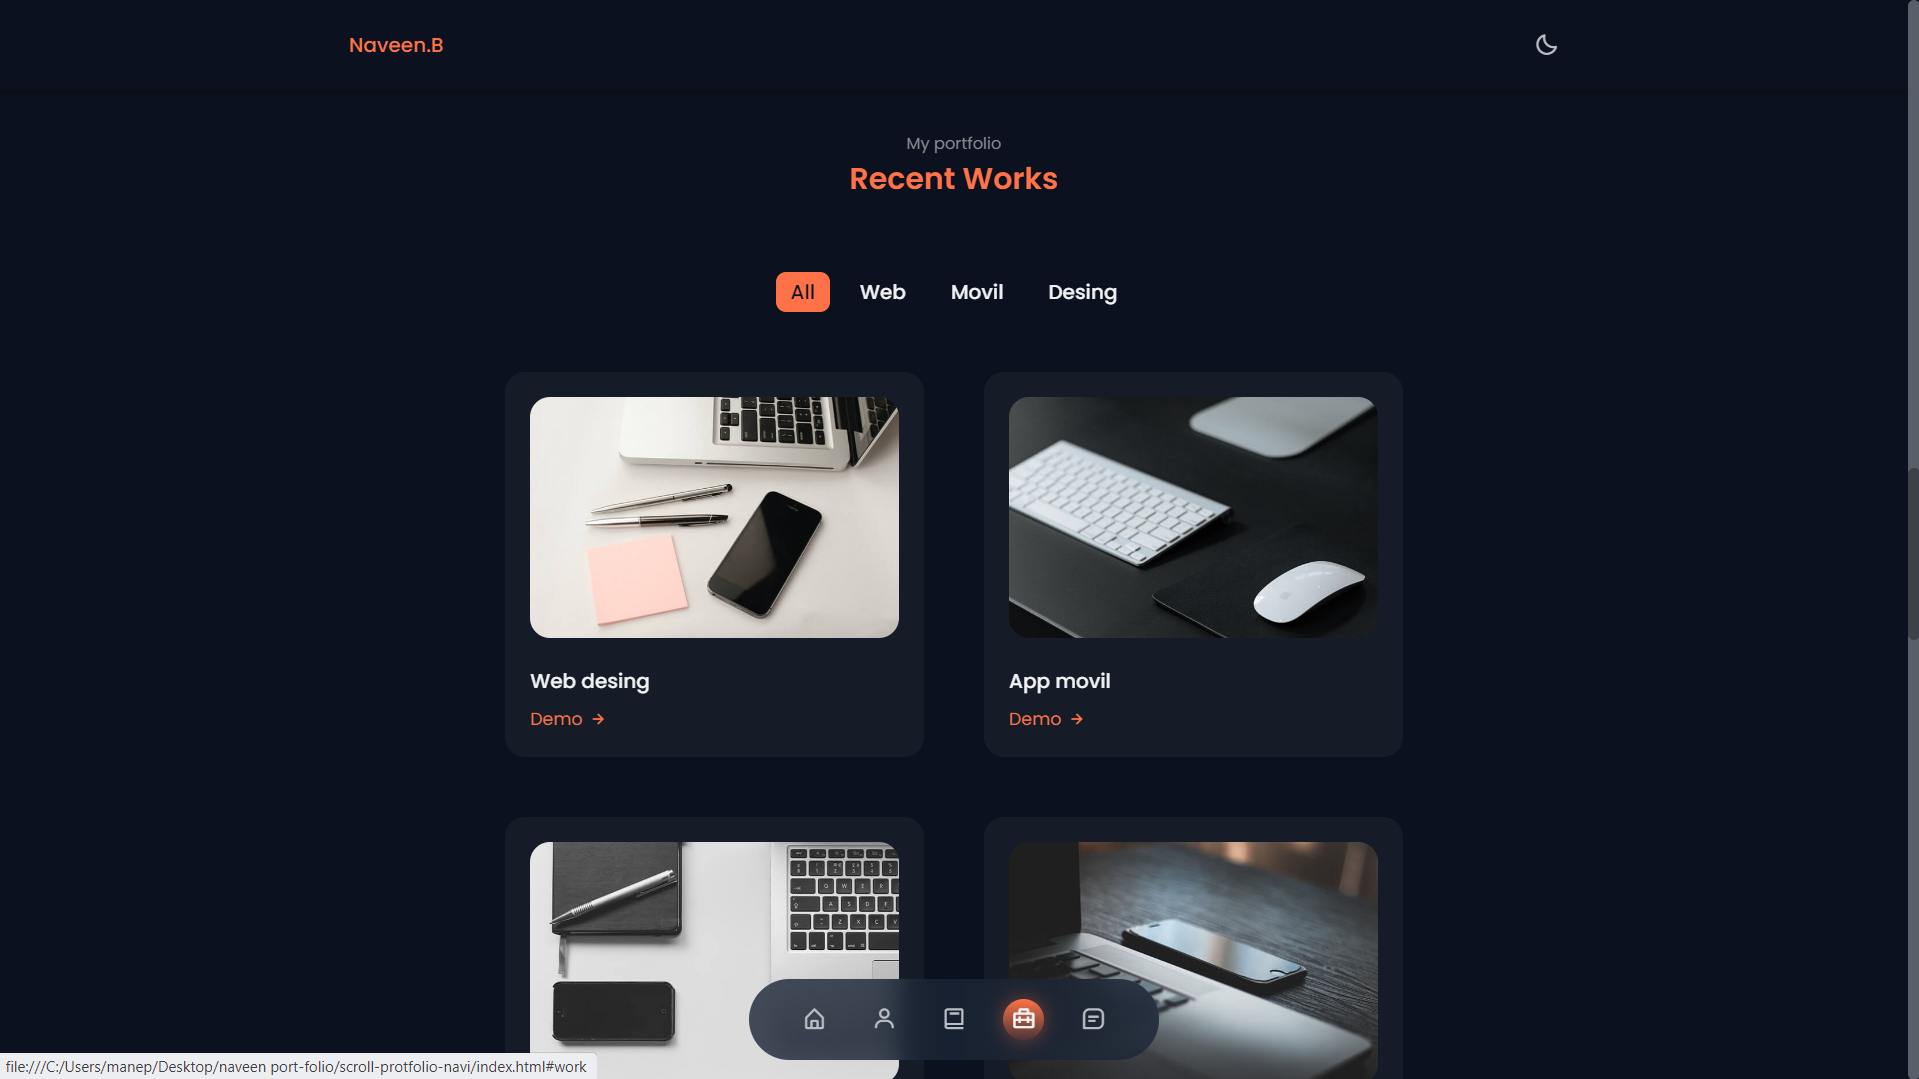 Naveen.B
My portfolio
Recent Works
All Web Movil Desing
Web desing
Demo →
App movil
Demo →
file:///C:/Users/manep/Desktop/naveen port-folio/scroll-protfolio-navi/index.html#work